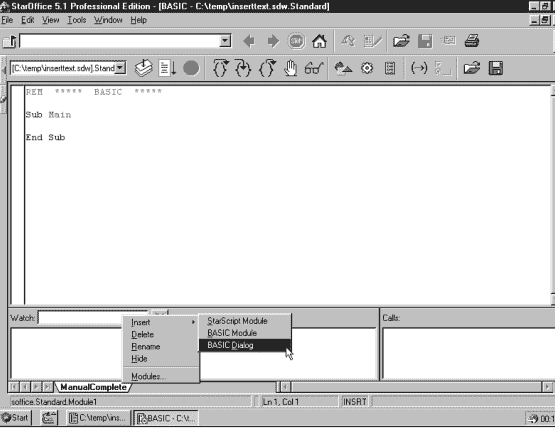 StarOffice 5.1 Professional Edition - [BASIC - C:\temp\inserttext.sdw.Standard]
File Edit View Tools Window Help
[C:\temp\inserttext.sdw].Stand
REM ***** BASIC *****
Sub Main
End Sub
Watch:
Calls:
Insert
Delete
Rename
Hide
Modules...
StarScript Module
BASIC Module
BASIC Dialog
ManualComplete
soffice.Standard.Module1
Ln 1, Col 1
INSRT
Start
C:\temp\ins...
BASIC - C:\t...
00:1